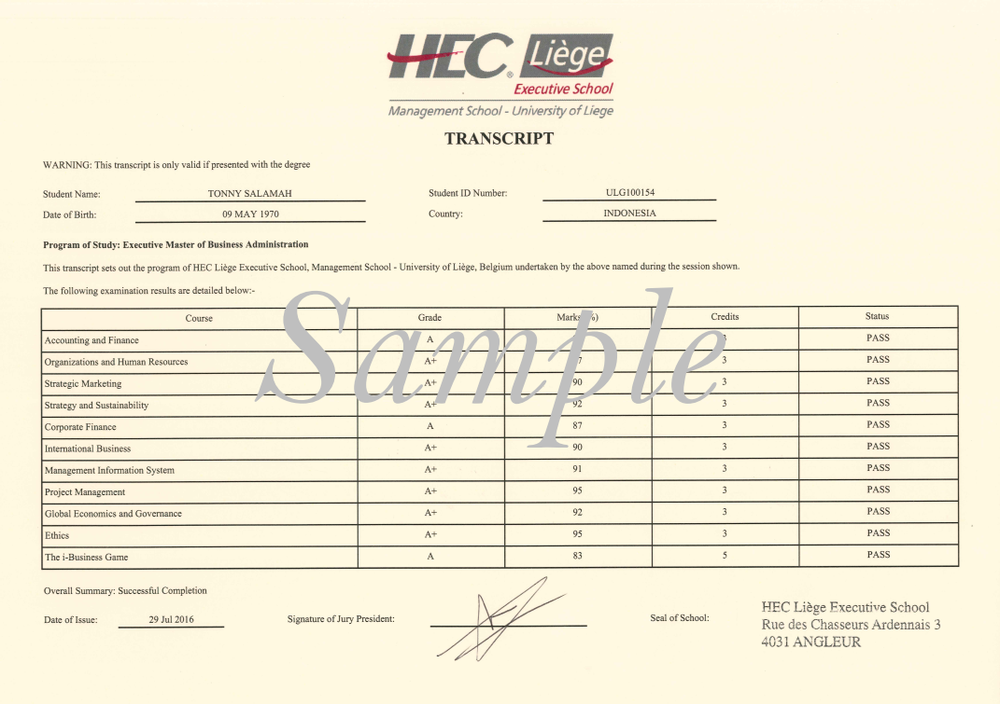 HEC® Liège
Executive School
Management School - University of Liege
TRANSCRIPT
WARNING: This transcript is only valid if presented with the degree
Student Name: TONNY SALAMAH Student ID Number: ULG100154
Date of Birth: 09 MAY 1970 Country: INDONESIA
Program of Study: Executive Master of Business Administration
This transcript sets out the program of HEC Liège Executive School, Management School - University of Liège, Belgium undertaken by the above named during the session shown.
The following examination results are detailed below:-
Course Grade Marks (%) Credits Status
Accounting and Finance A 3 PASS
Organizations and Human Resources A+ 3 PASS
Strategic Marketing A+ 90 3 PASS
Strategy and Sustainability A+ 92 3 PASS
Corporate Finance A 87 3 PASS
International Business A+ 90 3 PASS
Management Information System A+ 91 3 PASS
Project Management A+ 95 3 PASS
Global Economics and Governance A+ 92 3 PASS
Ethics A+ 95 3 PASS
The i-Business Game A 83 5 PASS
Sample
Overall Summary: Successful Completion
Date of Issue: 29 Jul 2016 Signature of Jury President: Seal of School:
HEC Liège Executive School
Rue des Chasseurs Ardennais 3
4031 ANGLEUR